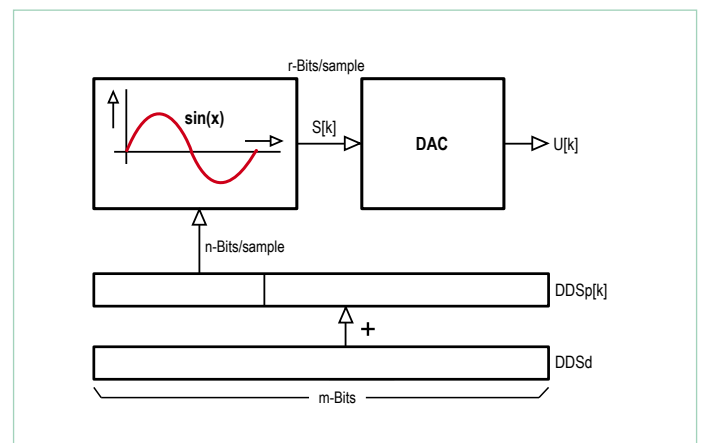 r-Bits/sample
sin(x)
S[k]
DAC
U[k]
n-Bits/sample
DDSp[k]
+
DDSd
m-Bits